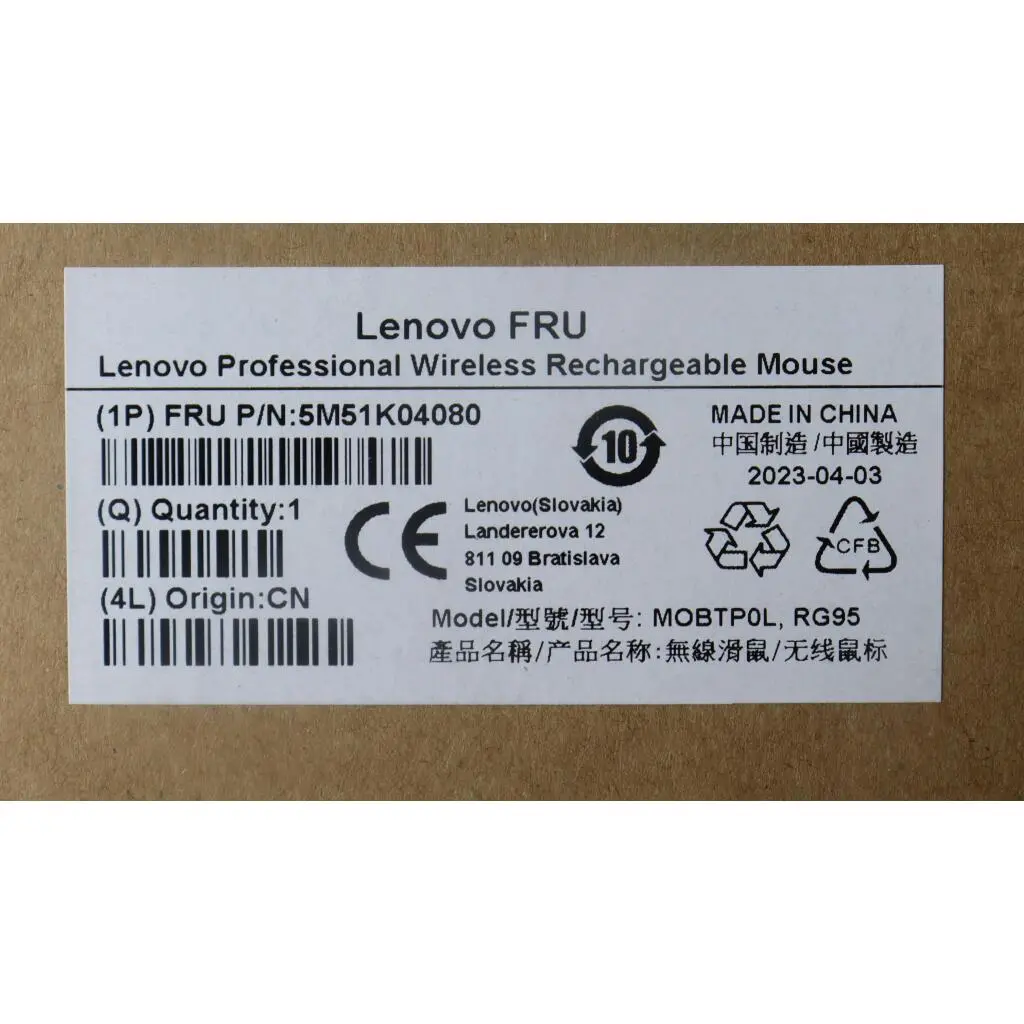 Lenovo FRU
Lenovo Professional Wireless Rechargeable Mouse
(1P) FRU P/N:5M51K04080
10
MADE IN CHINA
中国制造 /中國製造
2023-04-03
(Q) Quantity:1
CE
Lenovo(Slovakia)
Landererova 12
811 09 Bratislava
Slovakia
CFB
(4L) Origin:CN
Model/型號/型号: MOBTP0L, RG95
產品名稱/产品名称:無線滑鼠/无线鼠标